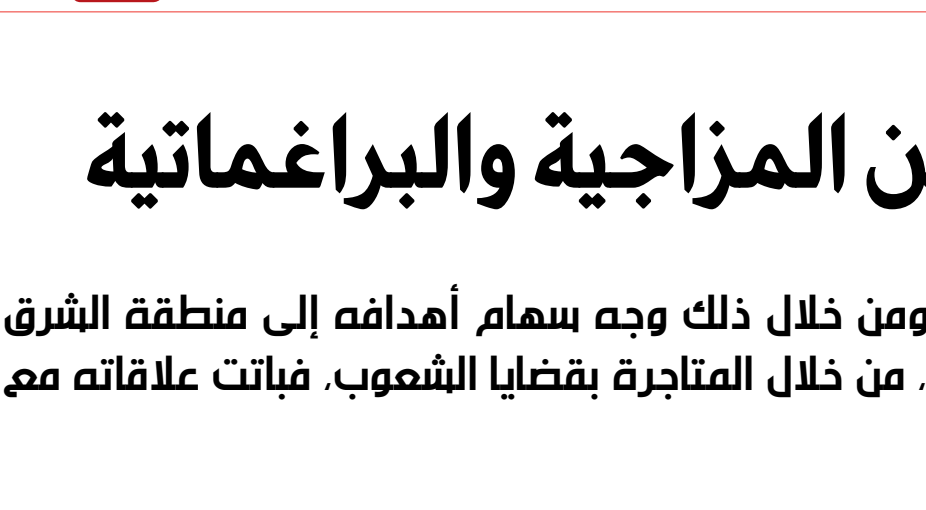 ن المزاجية والبراغماتية
ومن خلال ذلك وجه سهام أهدافه إلى منطقة الشرق
، من خلال المتاجرة بقضايا الشعوب، فباتت علاقاته مع